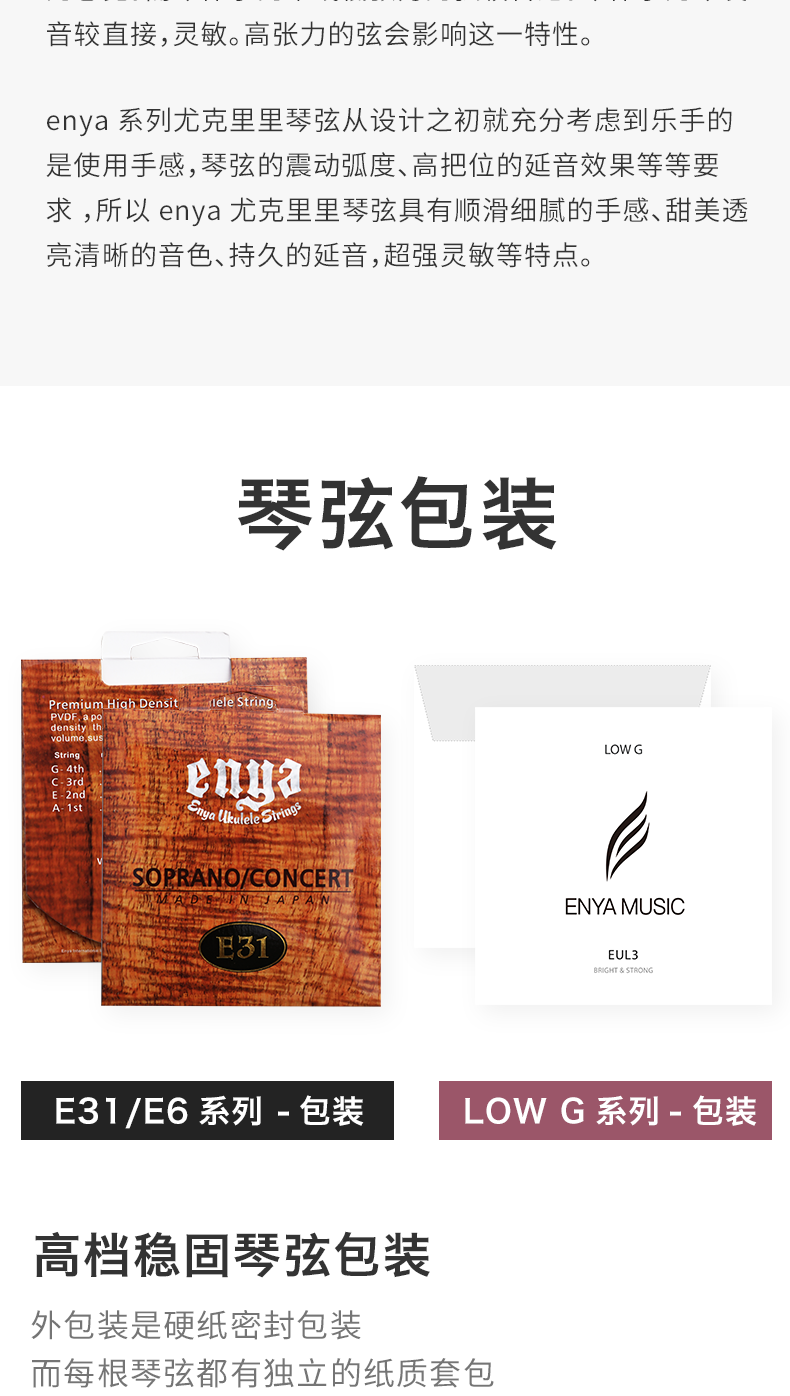 音较直接，灵敏。高张力的弦会影响这一特性。
enya 系列尤克里里琴弦从设计之初就充分考虑到乐手的
是使用手感，琴弦的震动弧度、高把位的延音效果等等要
求 ，所以 enya 尤克里里琴弦具有顺滑细腻的手感、甜美透
亮清晰的音色、持久的延音，超强灵敏等特点。
琴弦包装
Premium High Densit
lele String
PVDF, a po
density th
volume,sus
String
G - 4th
C - 3rd
E - 2nd
A - 1st
enya
Enya Ukulele Strings
SOPRANO/CONCERT
MADE IN JAPAN
E31
LOW G
ENYA MUSIC
EUL3
BRIGHT & STRONG
E31/E6 系列 - 包装
LOW G 系列 - 包装
高档稳固琴弦包装
外包装是硬纸密封包装
而每根琴弦都有独立的纸质套包